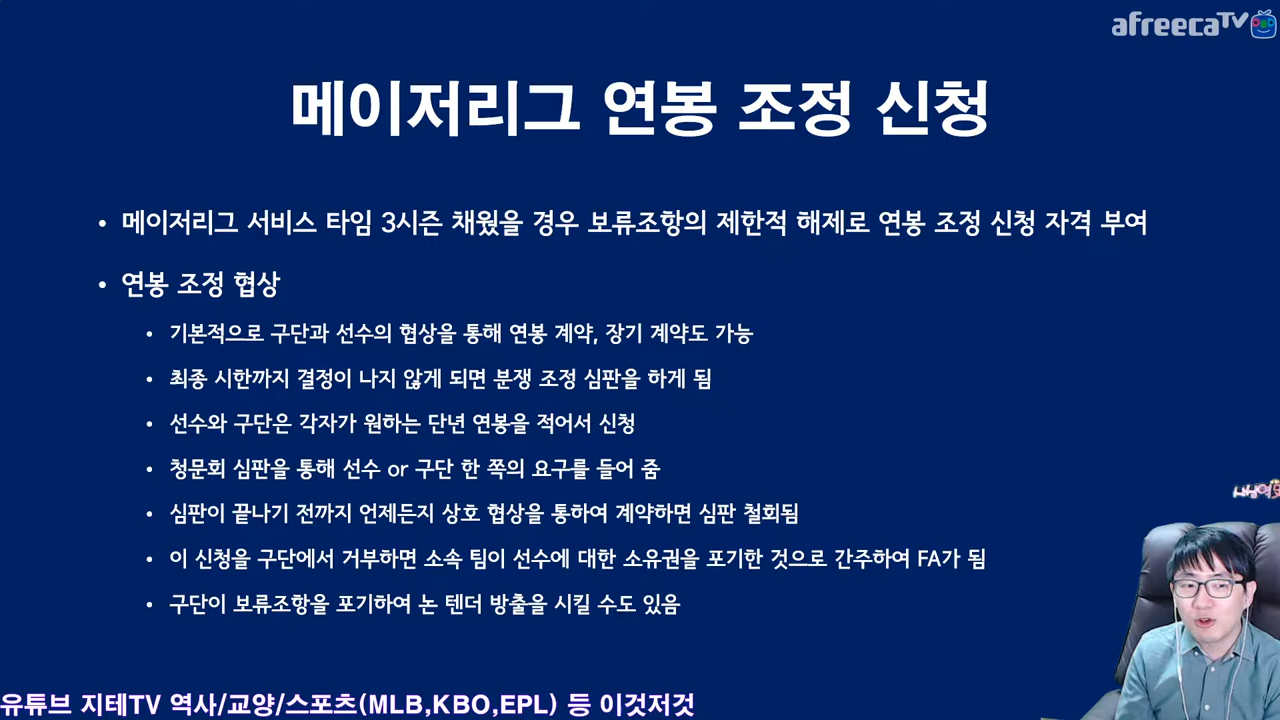 afreecaTV
메이저리그 연봉 조정 신청
• 메이저리그 서비스 타임 3시즌 채웠을 경우 보류조항의 제한적 해제로 연봉 조정 신청 자격 부여
• 연봉 조정 협상
• 기본적으로 구단과 선수의 협상을 통해 연봉 계약, 장기 계약도 가능
• 최종 시한까지 결정이 나지 않게 되면 분쟁 조정 심판을 하게 됨
• 선수와 구단은 각자가 원하는 단년 연봉을 적어서 신청
• 청문회 심판을 통해 선수 or 구단 한 쪽의 요구를 들어 줌
• 심판이 끝나기 전까지 언제든지 상호 협상을 통하여 계약하면 심판 철회됨
• 이 신청을 구단에서 거부하면 소속 팀이 선수에 대한 소유권을 포기한 것으로 간주하여 FA가 됨
• 구단이 보류조항을 포기하여 논 텐더 방출을 시킬 수도 있음
유튜브 지테TV 역사/교양/스포츠(MLB,KBO,EPL) 등 이것저것